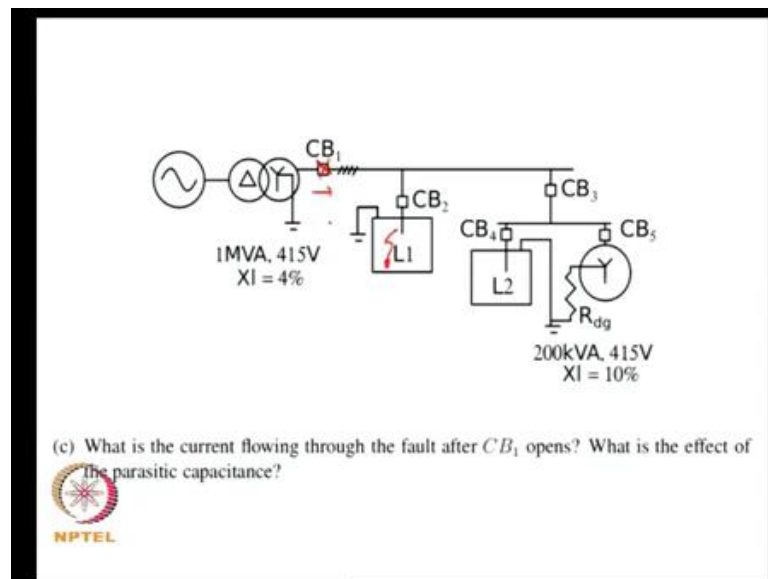 CB1
CB2
CB3
CB4
CB5
1MVA, 415V
Xl = 4%
L1
L2
Rdg
200kVA, 415V
Xl = 10%
(c) What is the current flowing through the fault after CB1 opens? What is the effect of
the parasitic capacitance?
NPTEL